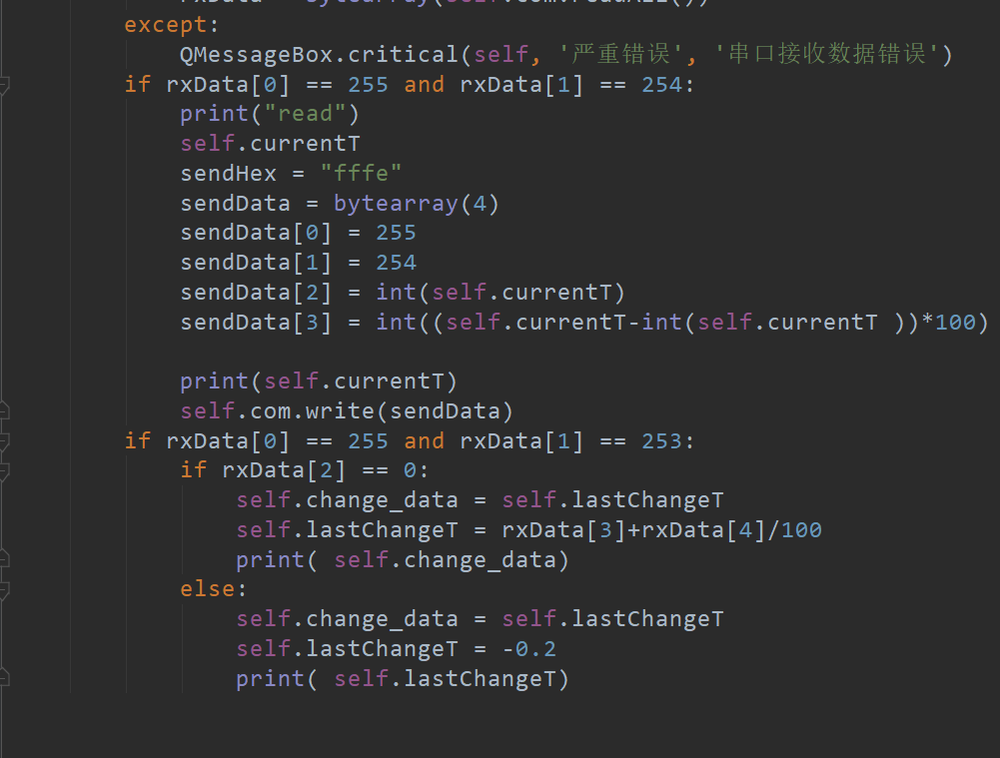 rxData = bytearray(self.com.readAll())
except:
QMessageBox.critical(self, '严重错误', '串口接收数据错误')
if rxData[0] == 255 and rxData[1] == 254:
print("read")
self.currentT
sendHex = "fffe"
sendData = bytearray(4)
sendData[0] = 255
sendData[1] = 254
sendData[2] = int(self.currentT)
sendData[3] = int((self.currentT-int(self.currentT ))*100)
print(self.currentT)
self.com.write(sendData)
if rxData[0] == 255 and rxData[1] == 253:
if rxData[2] == 0:
self.change_data = self.lastChangeT
self.lastChangeT = rxData[3]+rxData[4]/100
print( self.change_data)
else:
self.change_data = self.lastChangeT
self.lastChangeT = -0.2
print( self.lastChangeT)